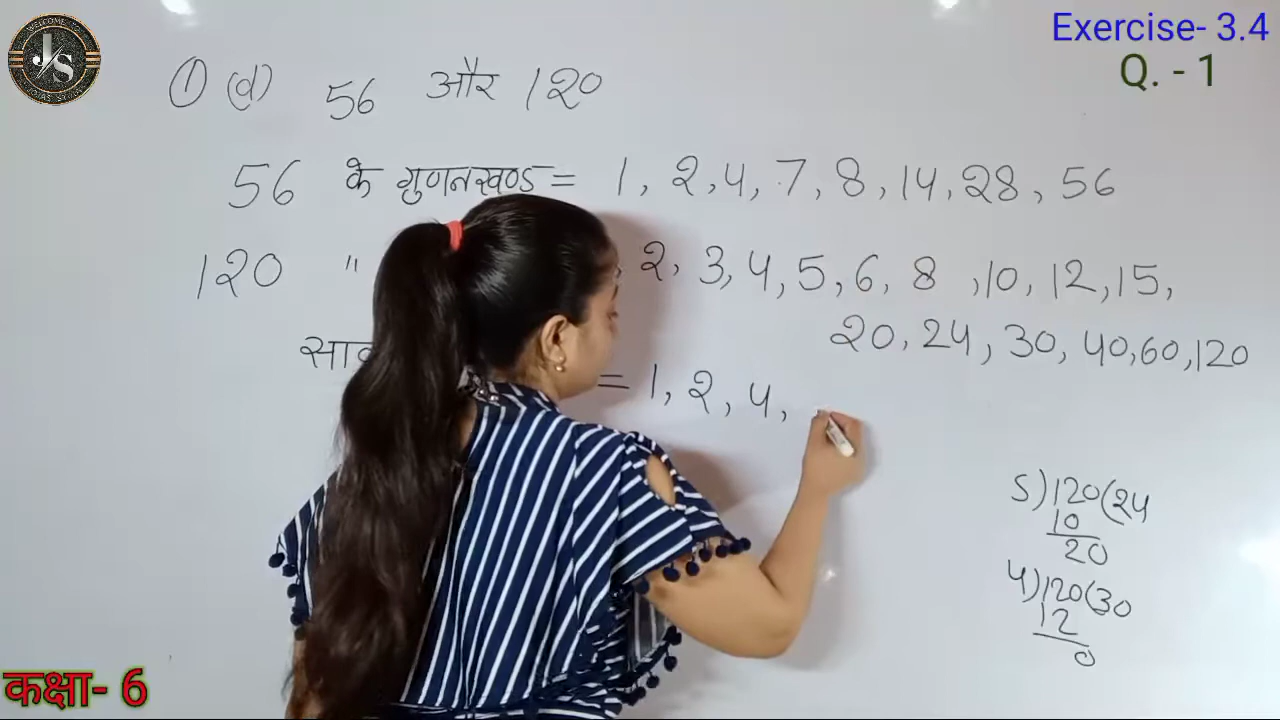 WELCOME TO
J/S
Exercise- 3.4
Q. - 1
① (d) 56 और 120
56 के गुणनखण्ड = 1, 2, 4, 7, 8, 14, 28, 56
120 " 2, 3, 4, 5, 6, 8, 10, 12, 15,
20, 24, 30, 40, 60, 120
= 1, 2, 4,
5)120(24
10
20
4)120(30
12
0
कक्षा- 6